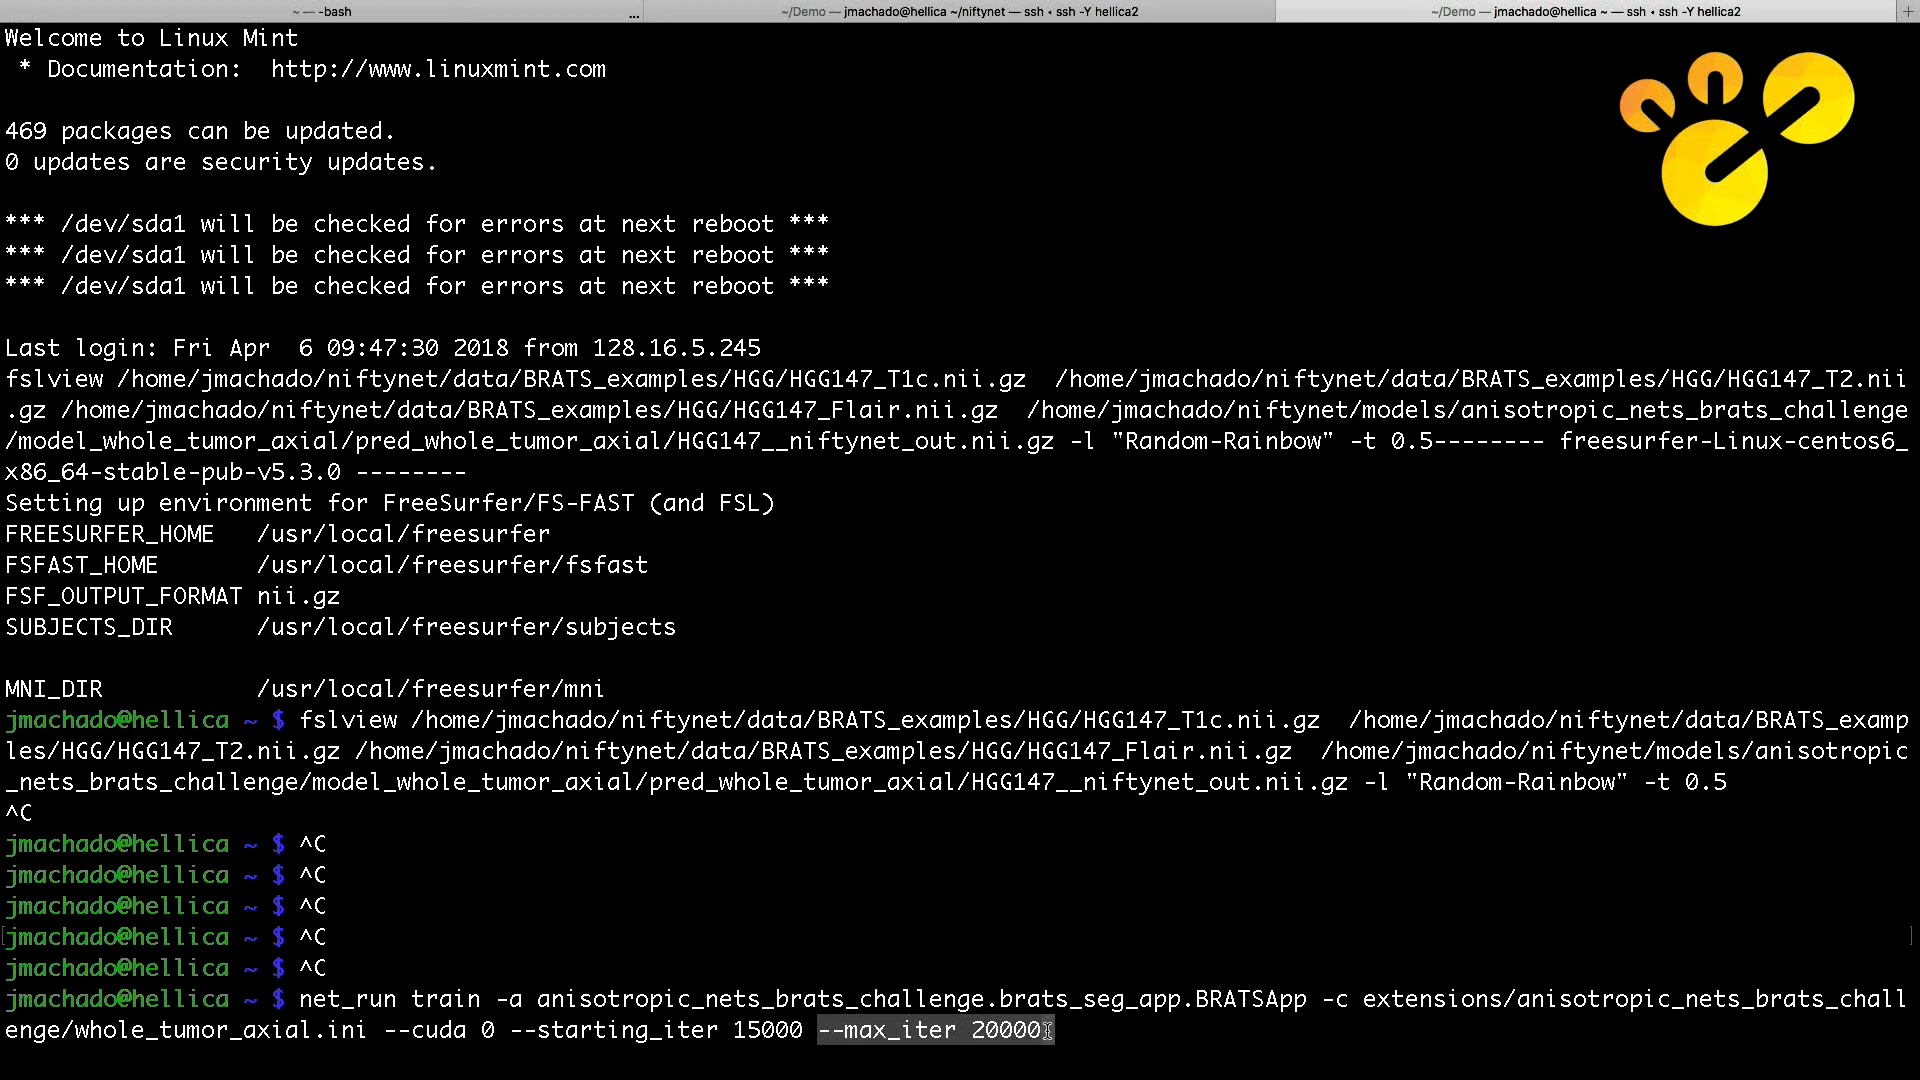 ~ — -bash ... ~/Demo — jmachado@hellica ~/niftynet — ssh ‹ ssh -Y hellica2 ~/Demo — jmachado@hellica ~ — ssh ‹ ssh -Y hellica2 +
Welcome to Linux Mint
 * Documentation:  http://www.linuxmint.com
469 packages can be updated.
0 updates are security updates.
*** /dev/sda1 will be checked for errors at next reboot ***
*** /dev/sda1 will be checked for errors at next reboot ***
*** /dev/sda1 will be checked for errors at next reboot ***
Last login: Fri Apr  6 09:47:30 2018 from 128.16.5.245
fslview /home/jmachado/niftynet/data/BRATS_examples/HGG/HGG147_T1c.nii.gz  /home/jmachado/niftynet/data/BRATS_examples/HGG/HGG147_T2.nii
.gz /home/jmachado/niftynet/data/BRATS_examples/HGG/HGG147_Flair.nii.gz  /home/jmachado/niftynet/models/anisotropic_nets_brats_challenge
/model_whole_tumor_axial/pred_whole_tumor_axial/HGG147__niftynet_out.nii.gz -l "Random-Rainbow" -t 0.5-------- freesurfer-Linux-centos6_
x86_64-stable-pub-v5.3.0 --------
Setting up environment for FreeSurfer/FS-FAST (and FSL)
FREESURFER_HOME   /usr/local/freesurfer
FSFAST_HOME       /usr/local/freesurfer/fsfast
FSF_OUTPUT_FORMAT nii.gz
SUBJECTS_DIR      /usr/local/freesurfer/subjects
MNI_DIR           /usr/local/freesurfer/mni
jmachado@hellica ~ $ fslview /home/jmachado/niftynet/data/BRATS_examples/HGG/HGG147_T1c.nii.gz  /home/jmachado/niftynet/data/BRATS_examp
les/HGG/HGG147_T2.nii.gz /home/jmachado/niftynet/data/BRATS_examples/HGG/HGG147_Flair.nii.gz  /home/jmachado/niftynet/models/anisotropic
_nets_brats_challenge/model_whole_tumor_axial/pred_whole_tumor_axial/HGG147__niftynet_out.nii.gz -l "Random-Rainbow" -t 0.5
^C
jmachado@hellica ~ $ ^C
jmachado@hellica ~ $ ^C
jmachado@hellica ~ $ ^C
jmachado@hellica ~ $ ^C
jmachado@hellica ~ $ ^C
jmachado@hellica ~ $ net_run train -a anisotropic_nets_brats_challenge.brats_seg_app.BRATSApp -c extensions/anisotropic_nets_brats_chall
enge/whole_tumor_axial.ini --cuda 0 --starting_iter 15000 --max_iter 20000